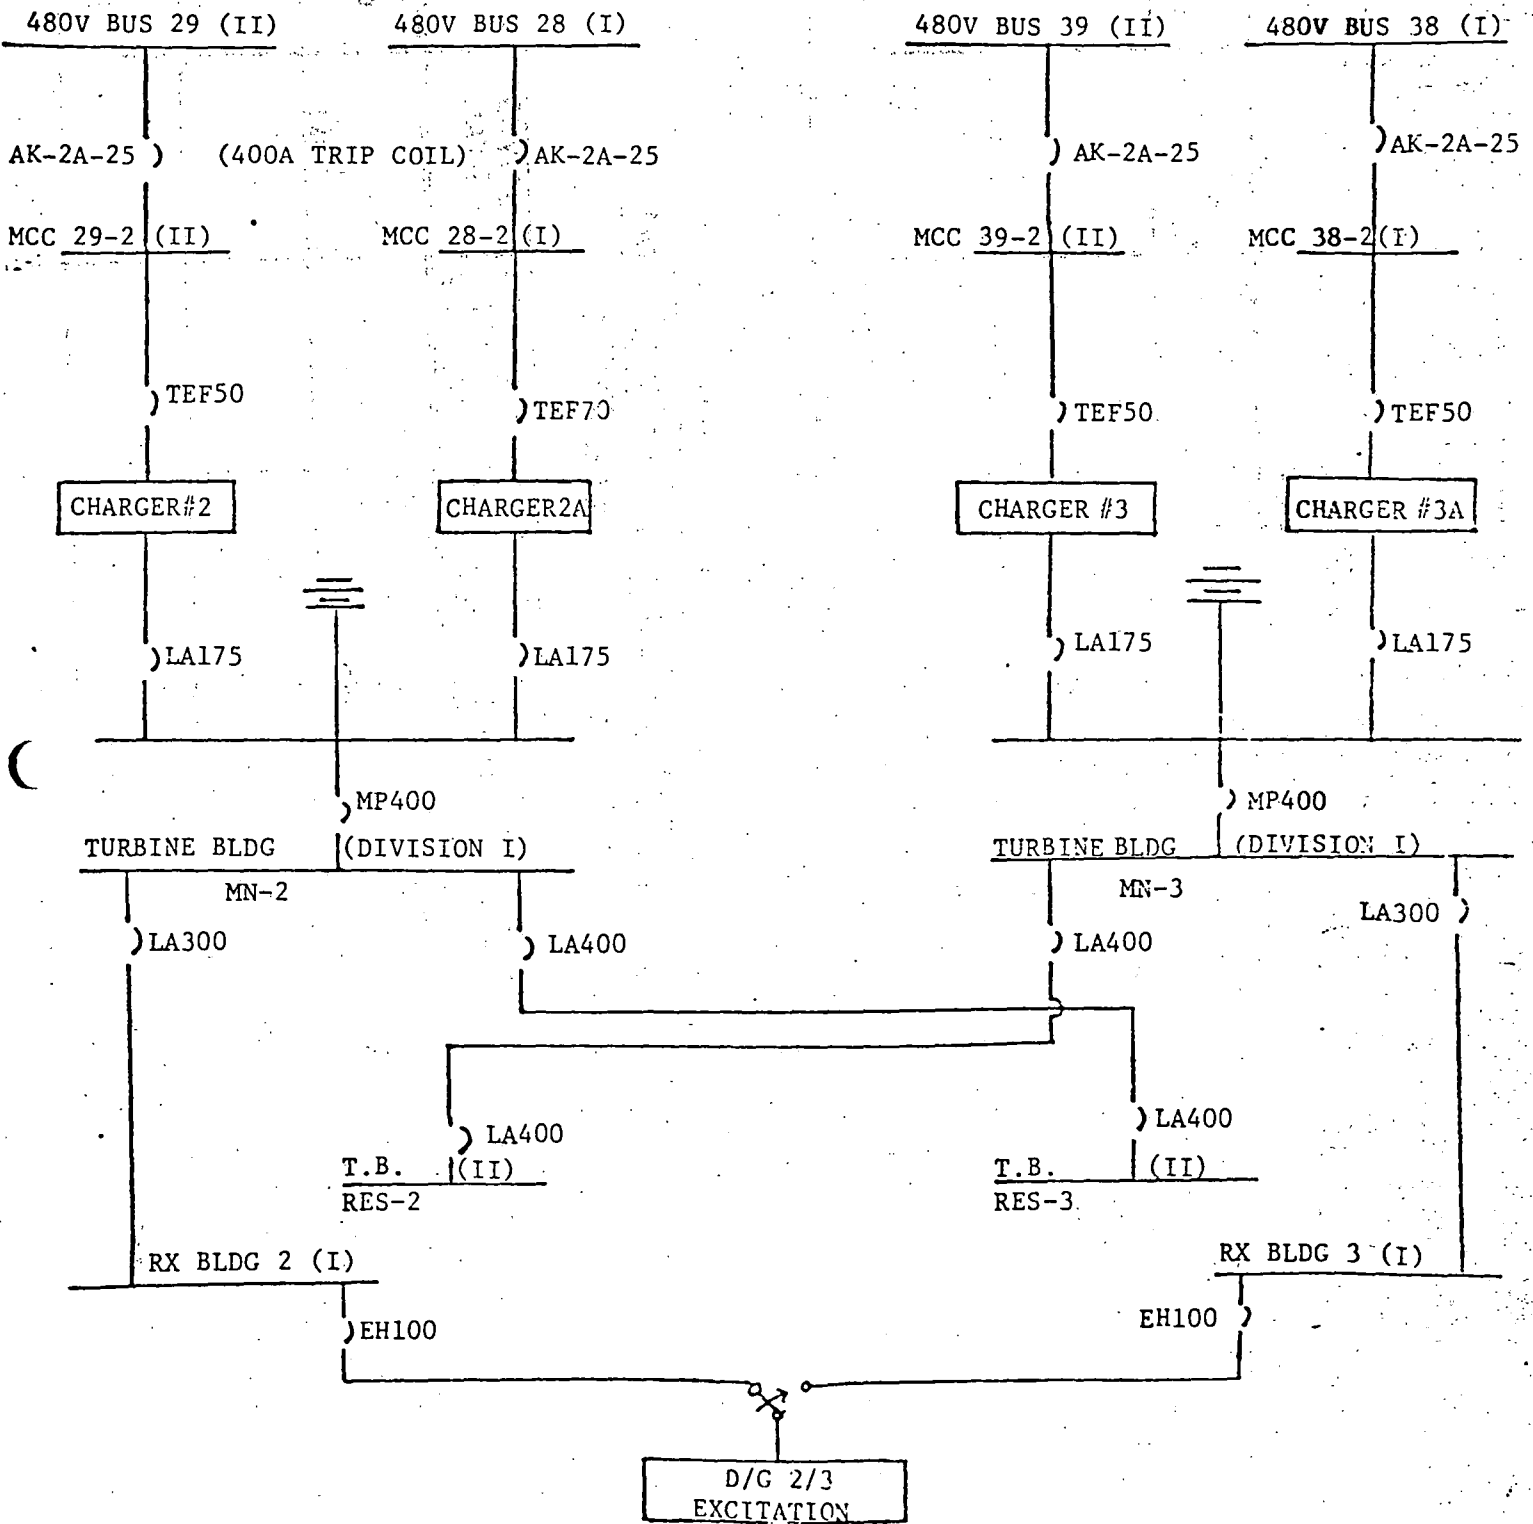 480V BUS 29 (II)
480V BUS 28 (I)
480V BUS 39 (II)
480V BUS 38 (I)
AK-2A-25
(400A TRIP COIL)
AK-2A-25
AK-2A-25
AK-2A-25
MCC 29-2 (II)
MCC 28-2 (I)
MCC 39-2 (II)
MCC 38-2 (I)
TEF50
TEF70
TEF50
TEF50
CHARGER#2
CHARGER2A
CHARGER #3
CHARGER #3A
LA175
LA175
LA175
LA175
MP400
MP400
TURBINE BLDG (DIVISION I)
MN-2
TURBINE BLDG (DIVISION I)
MN-3
LA300
LA400
LA400
LA300
LA400
LA400
T.B. (II)
RES-2
T.B. (II)
RES-3
RX BLDG 2 (I)
RX BLDG 3 (I)
EH100
EH100
D/G 2/3
EXCITATION